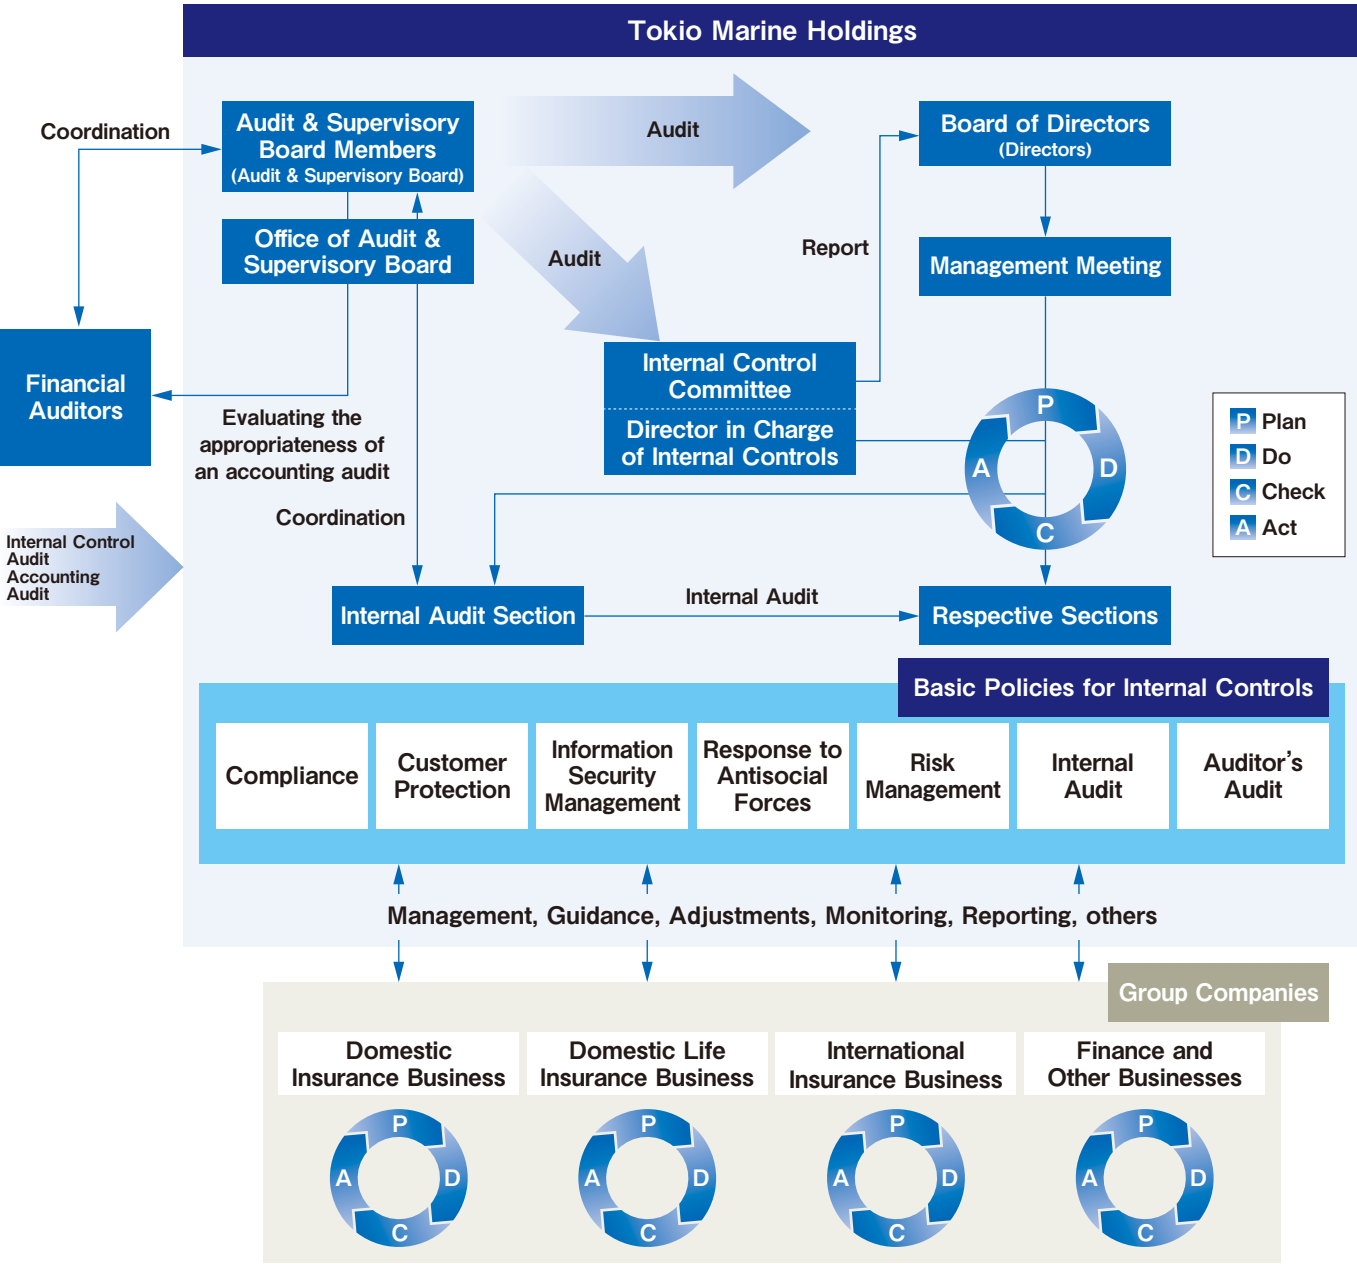 Tokio Marine Holdings
Coordination
Audit & Supervisory
Board Members
(Audit & Supervisory Board)
Audit
Board of Directors
(Directors)
Office of Audit &
Supervisory Board
Audit
Report
Management Meeting
Financial
Auditors
Internal Control
Committee
Director in Charge
of Internal Controls
Evaluating the
appropriateness of
an accounting audit
P
D
C
A
P Plan
D Do
C Check
A Act
Coordination
Internal Control
Audit
Accounting
Audit
Internal Audit Section
Internal Audit
Respective Sections
Basic Policies for Internal Controls
Compliance
Customer
Protection
Information
Security
Management
Response to
Antisocial
Forces
Risk
Management
Internal
Audit
Auditor's
Audit
Management, Guidance, Adjustments, Monitoring, Reporting, others
Group Companies
Domestic
Insurance Business
Domestic Life
Insurance Business
International
Insurance Business
Finance and
Other Businesses
P
D
C
A
P
D
C
A
P
D
C
A
P
D
C
A